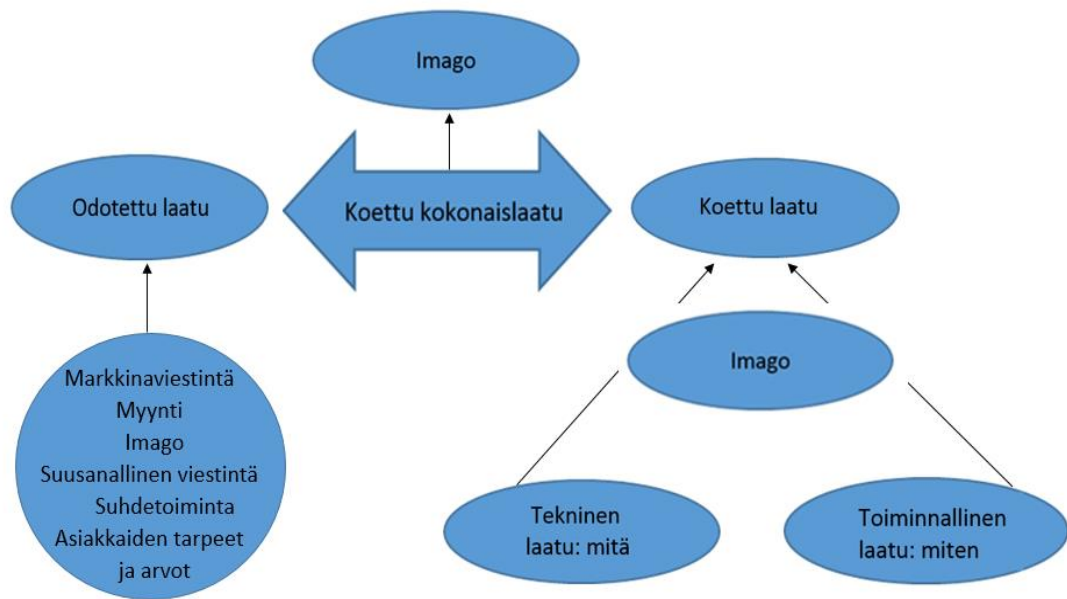 Imago
Odotettu laatu
Koettu kokonaislaatu
Koettu laatu
Markkinaviestintä
Myynti
Imago
Suusanallinen viestintä
Suhdetoiminta
Asiakkaiden tarpeet
ja arvot
Imago
Tekninen
laatu: mitä
Toiminnallinen
laatu: miten